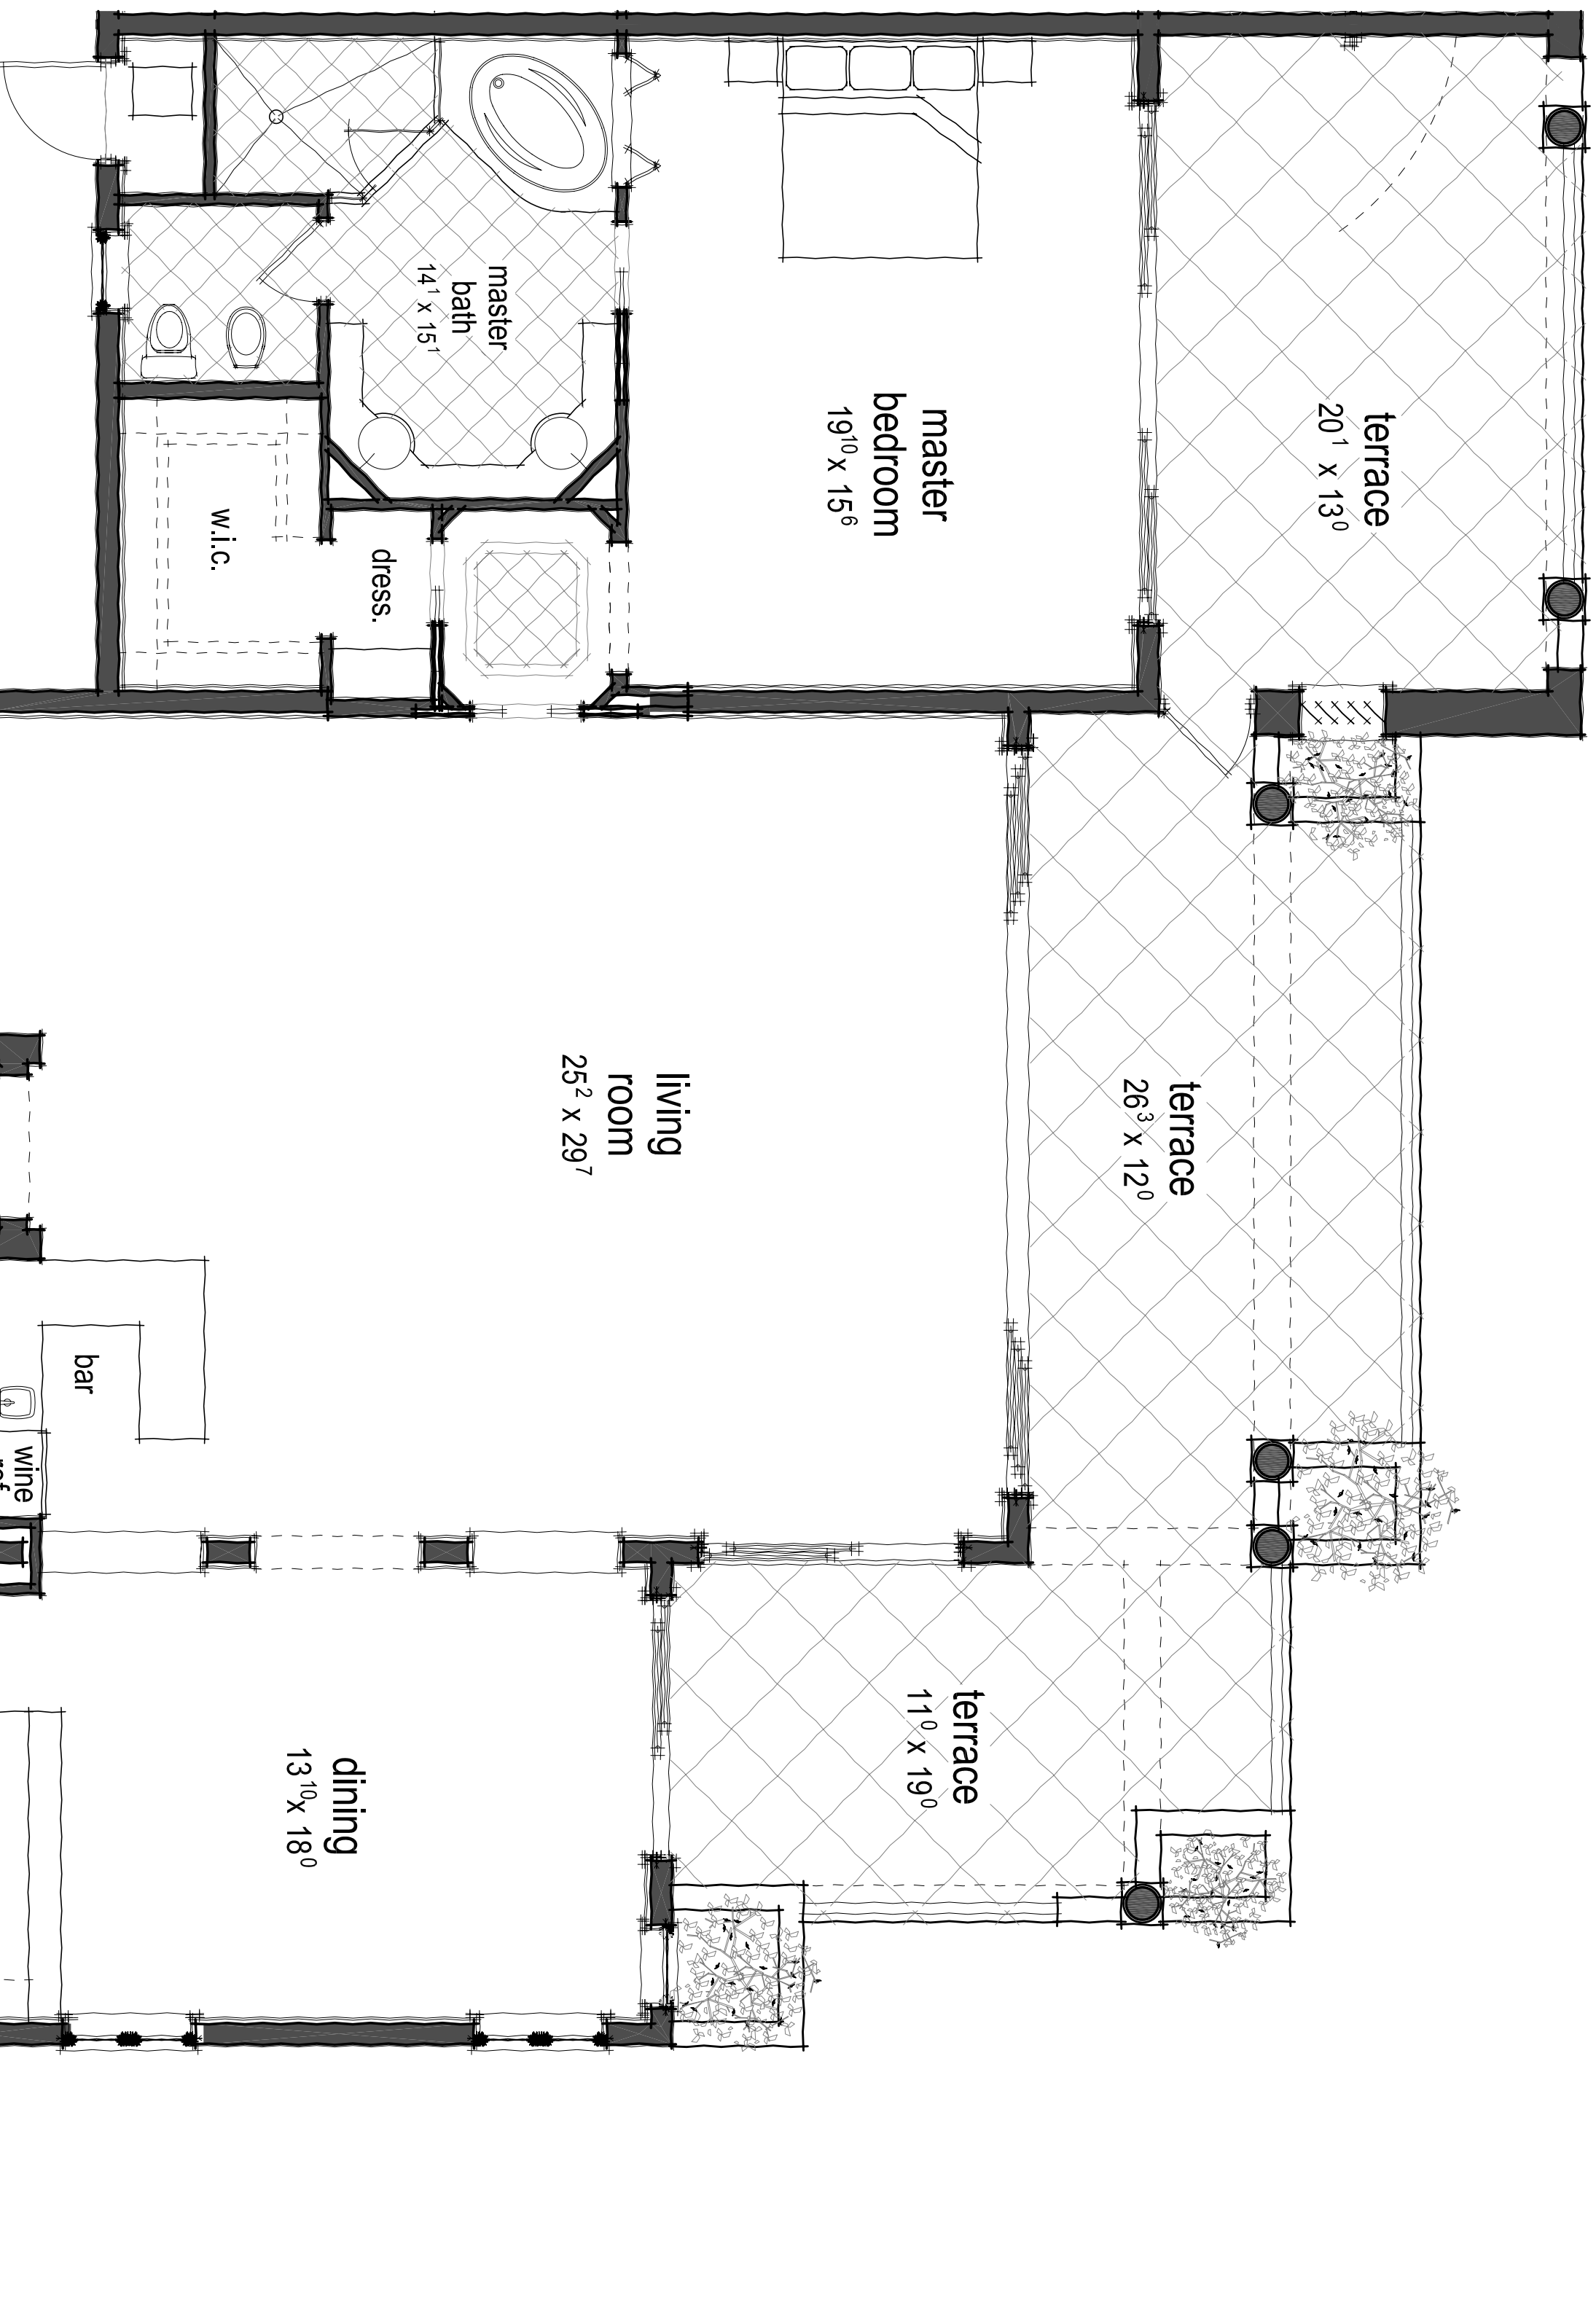 terrace
20¹ x 13⁰
master
bedroom
19¹⁰ x 15⁶
master
bath
14¹ x 15¹
w.i.c.
dress.
living
room
25² x 29⁷
terrace
26³ x 12⁰
bar
wine
ref
terrace
11⁰ x 19⁰
dining
13¹⁰ x 18⁰